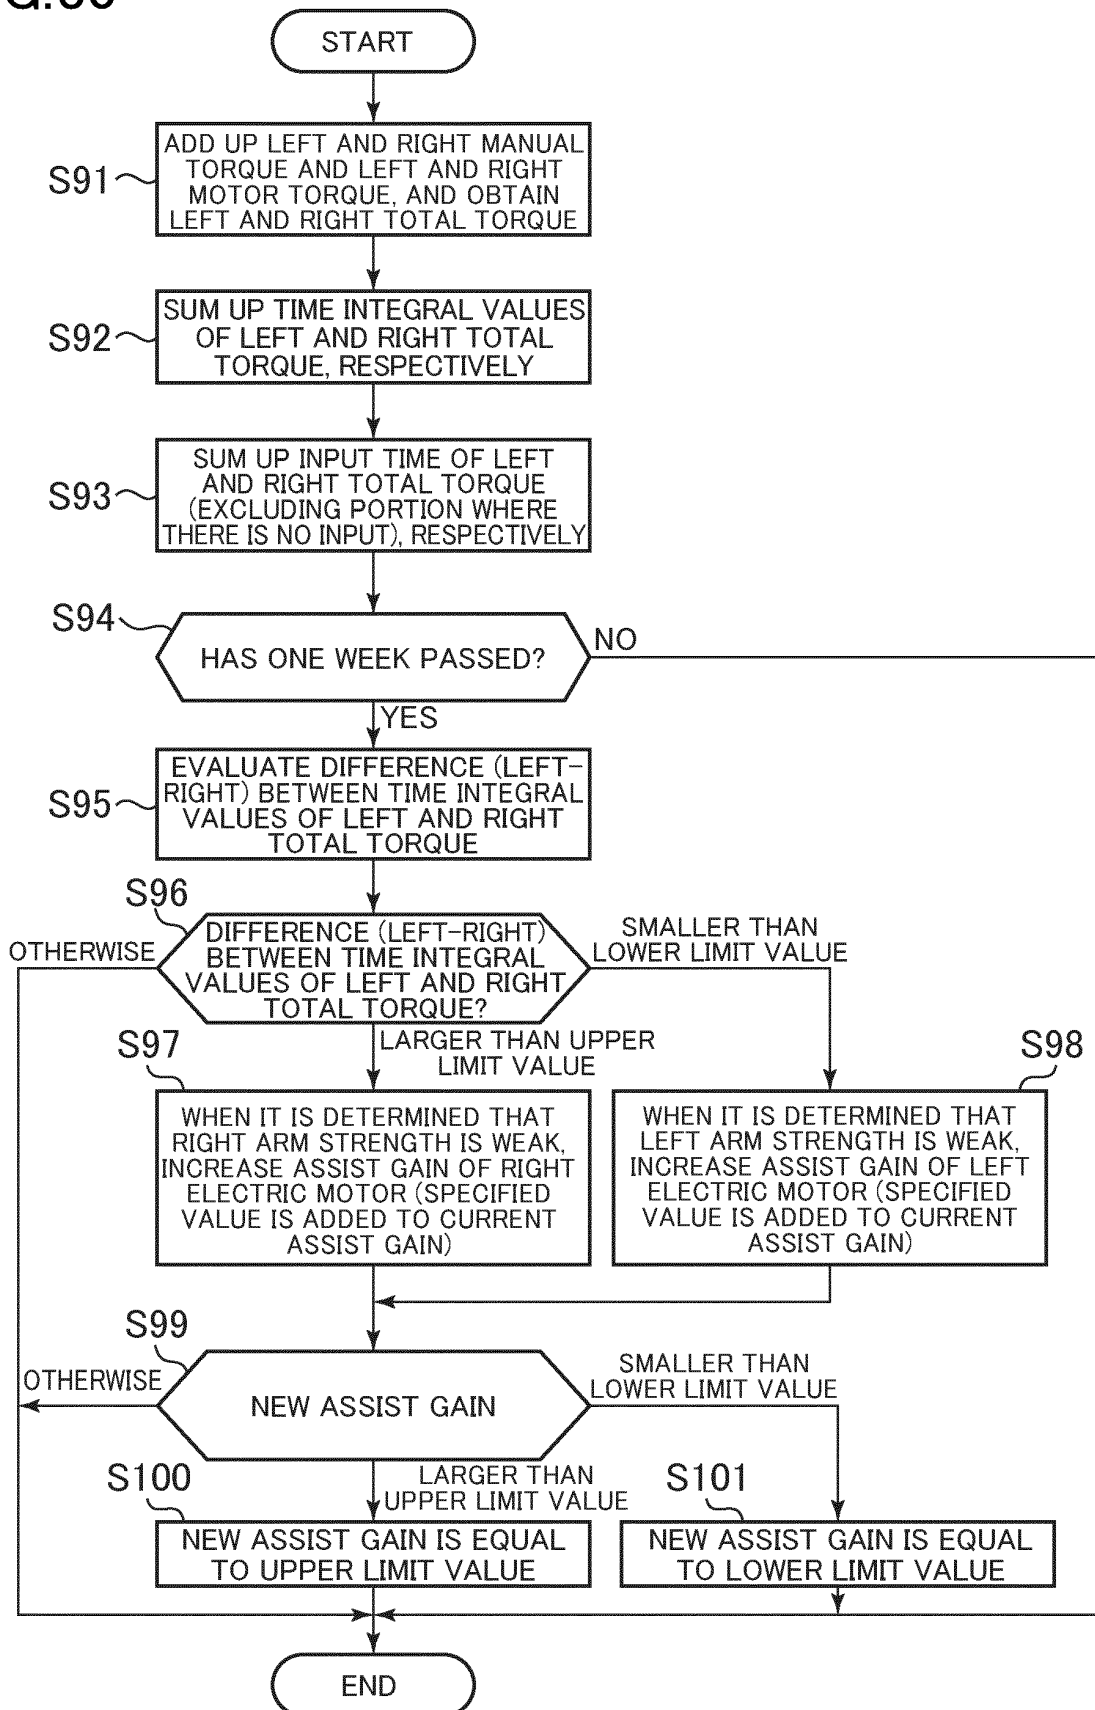 START
S91
ADD UP LEFT AND RIGHT MANUAL
TORQUE AND LEFT AND RIGHT
MOTOR TORQUE, AND OBTAIN
LEFT AND RIGHT TOTAL TORQUE
S92
SUM UP TIME INTEGRAL VALUES
OF LEFT AND RIGHT TOTAL
TORQUE, RESPECTIVELY
S93
SUM UP INPUT TIME OF LEFT
AND RIGHT TOTAL TORQUE
(EXCLUDING PORTION WHERE
THERE IS NO INPUT), RESPECTIVELY
S94
HAS ONE WEEK PASSED?
NO
YES
S95
EVALUATE DIFFERENCE (LEFT-
RIGHT) BETWEEN TIME INTEGRAL
VALUES OF LEFT AND RIGHT
TOTAL TORQUE
S96
OTHERWISE
DIFFERENCE (LEFT-RIGHT)
BETWEEN TIME INTEGRAL
VALUES OF LEFT AND RIGHT
TOTAL TORQUE?
SMALLER THAN
LOWER LIMIT VALUE
LARGER THAN UPPER
LIMIT VALUE
S97
WHEN IT IS DETERMINED THAT
RIGHT ARM STRENGTH IS WEAK,
INCREASE ASSIST GAIN OF RIGHT
ELECTRIC MOTOR (SPECIFIED
VALUE IS ADDED TO CURRENT
ASSIST GAIN)
S98
WHEN IT IS DETERMINED THAT
LEFT ARM STRENGTH IS WEAK,
INCREASE ASSIST GAIN OF LEFT
ELECTRIC MOTOR (SPECIFIED
VALUE IS ADDED TO CURRENT
ASSIST GAIN)
S99
OTHERWISE
NEW ASSIST GAIN
SMALLER THAN
LOWER LIMIT VALUE
LARGER THAN
UPPER LIMIT VALUE
S100
NEW ASSIST GAIN IS EQUAL
TO UPPER LIMIT VALUE
S101
NEW ASSIST GAIN IS EQUAL
TO LOWER LIMIT VALUE
END